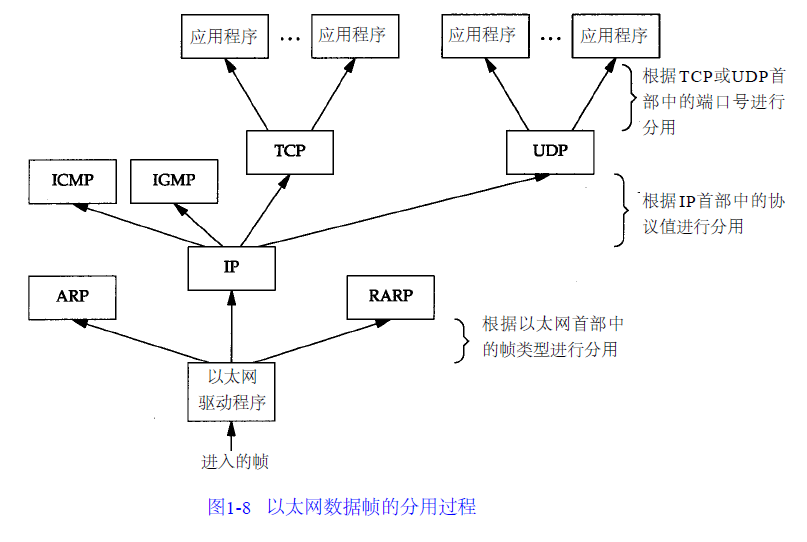 应用程序 … 应用程序 应用程序 … 应用程序
根据TCP或UDP首
部中的端口号进行
分用
TCP UDP
ICMP IGMP
根据IP首部中的协
议值进行分用
IP
ARP RARP
根据以太网首部中
的帧类型进行分用
以太网
驱动程序
进入的帧
图1-8 以太网数据帧的分用过程